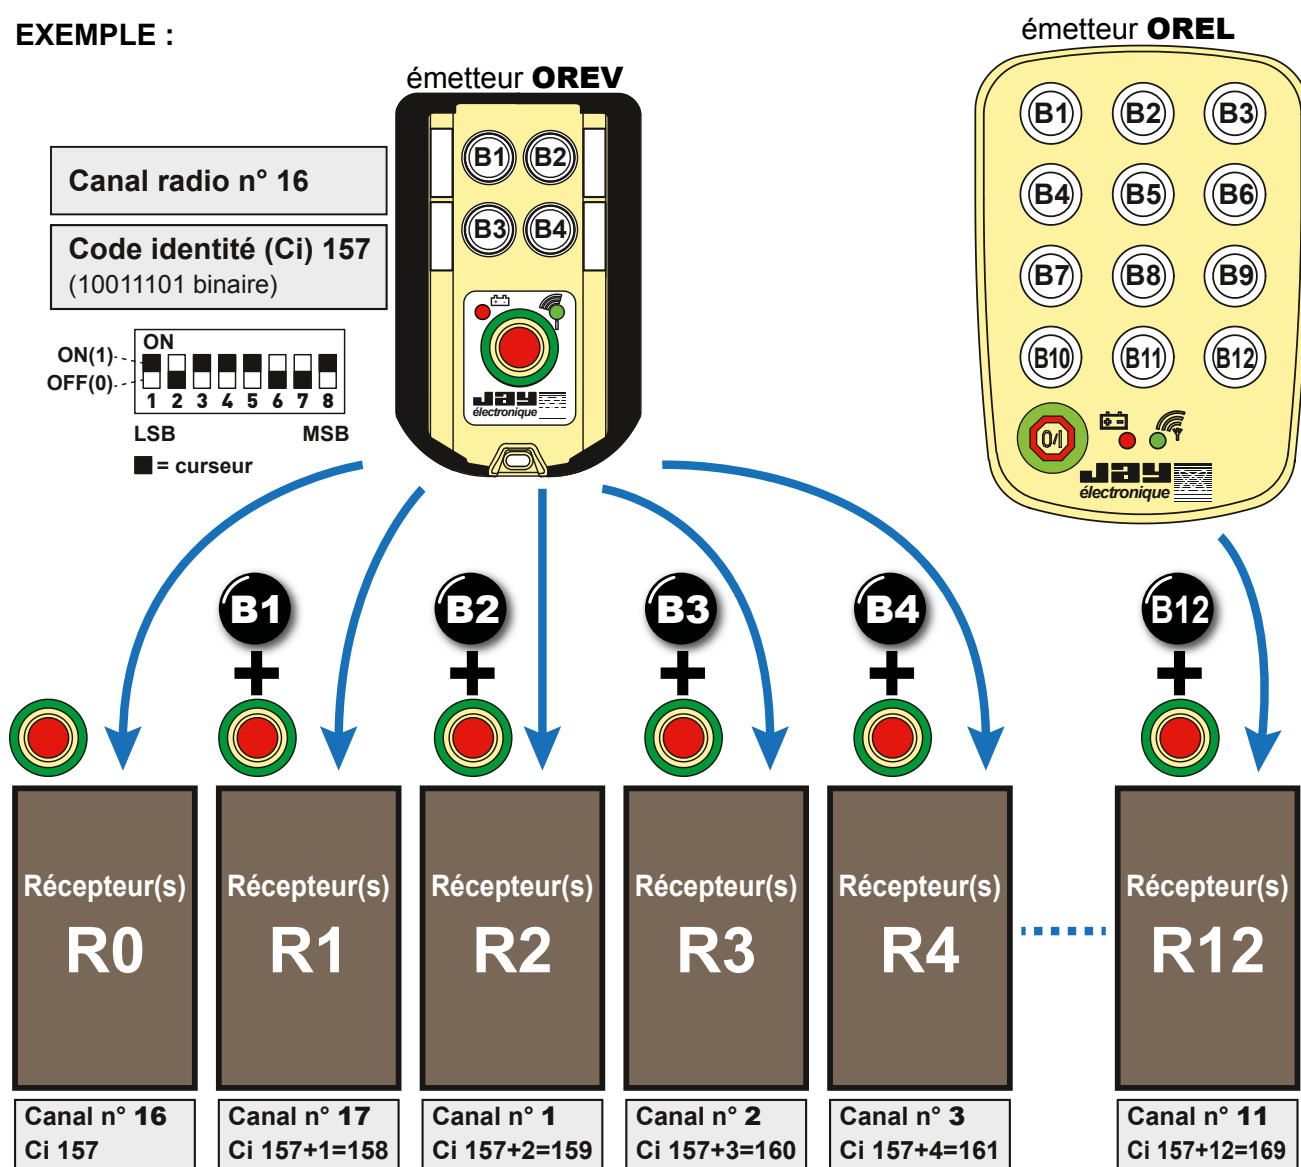 EXEMPLE :
émetteur OREV
émetteur OREL
Canal radio n° 16
Code identité (Ci) 157
(10011101 binaire)
ON
ON(1)
OFF(0)
1 2 3 4 5 6 7 8
LSB MSB
= curseur
B1 B2
B3 B4
JAY
électronique
B1 B2 B3
B4 B5 B6
B7 B8 B9
B10 B11 B12
O/I
JAY
électronique
B1 B2 B3 B4 B12
+ + + + +
Récepteur(s)
R0
Récepteur(s)
R1
Récepteur(s)
R2
Récepteur(s)
R3
Récepteur(s)
R4
Récepteur(s)
R12
Canal n° 16
Ci 157
Canal n° 17
Ci 157+1=158
Canal n° 1
Ci 157+2=159
Canal n° 2
Ci 157+3=160
Canal n° 3
Ci 157+4=161
Canal n° 11
Ci 157+12=169